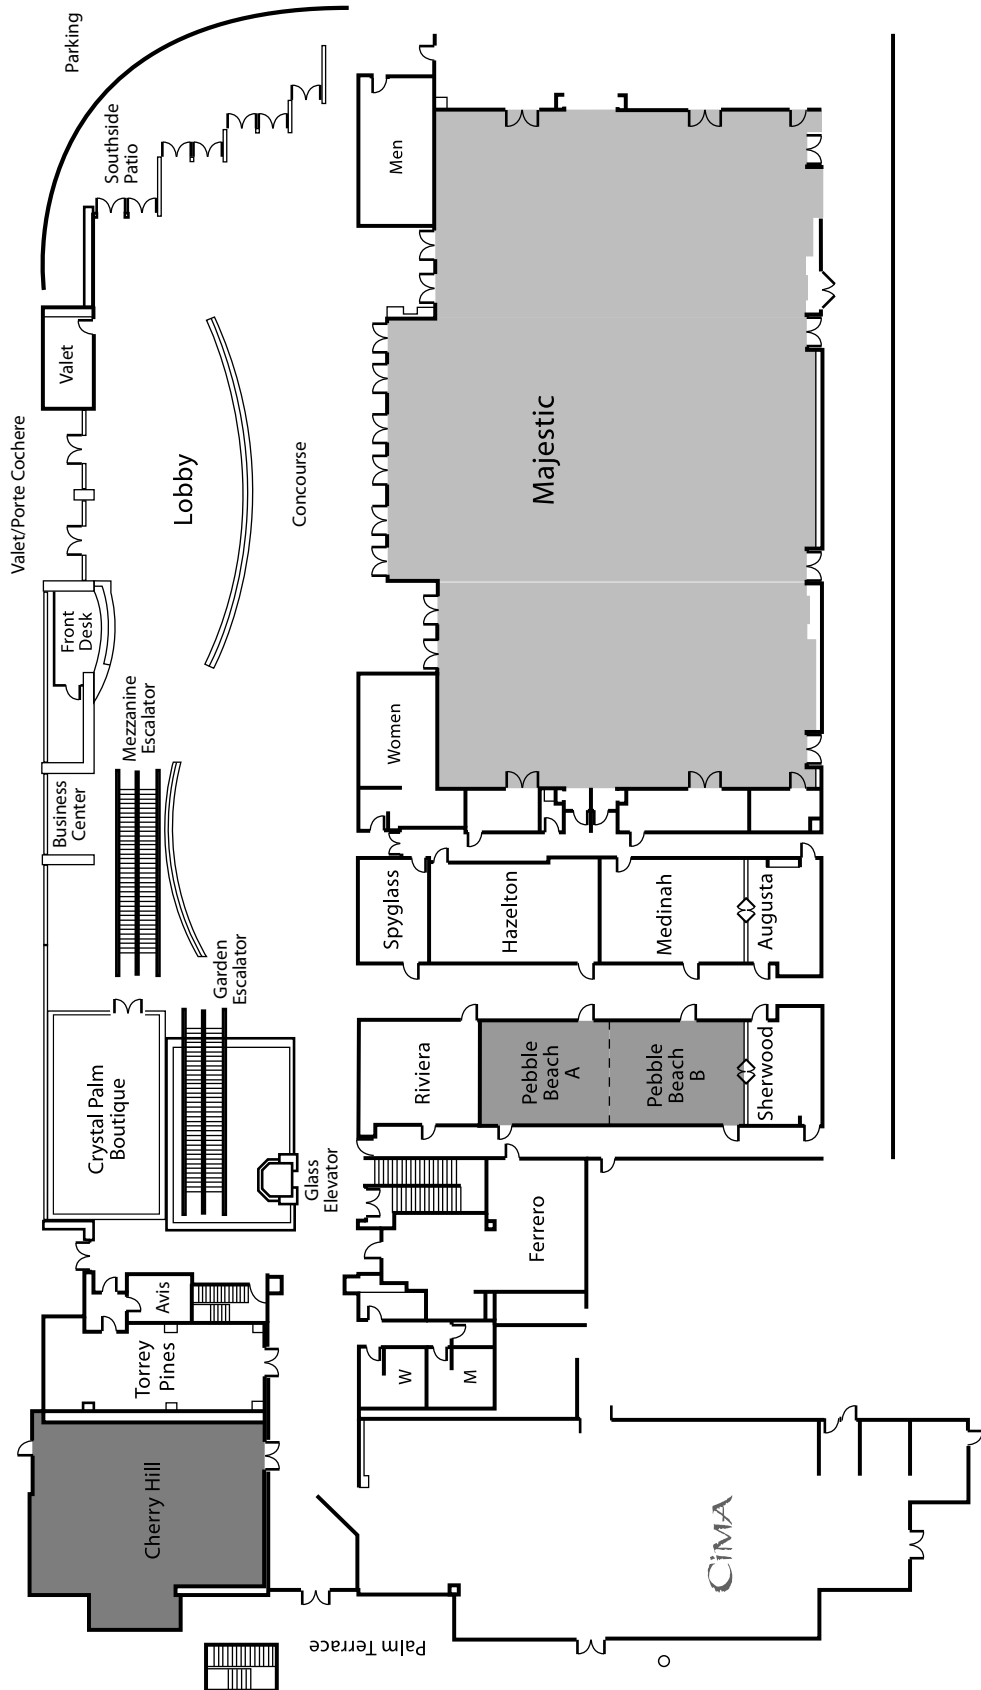 Parking
Southside
Patio
Men
Valet
Valet/Porte Cochere
Lobby
Concourse
Majestic
Front
Desk
Mezzanine
Escalator
Women
Business
Center
Spyglass
Hazelton
Medinah
Augusta
Garden
Escalator
Crystal Palm
Boutique
Riviera
Pebble
Beach
A
Pebble
Beach
B
Sherwood
Glass
Elevator
Ferrero
Avis
Torrey
Pines
W
M
Cherry Hill
CiMA
Palm Terrace